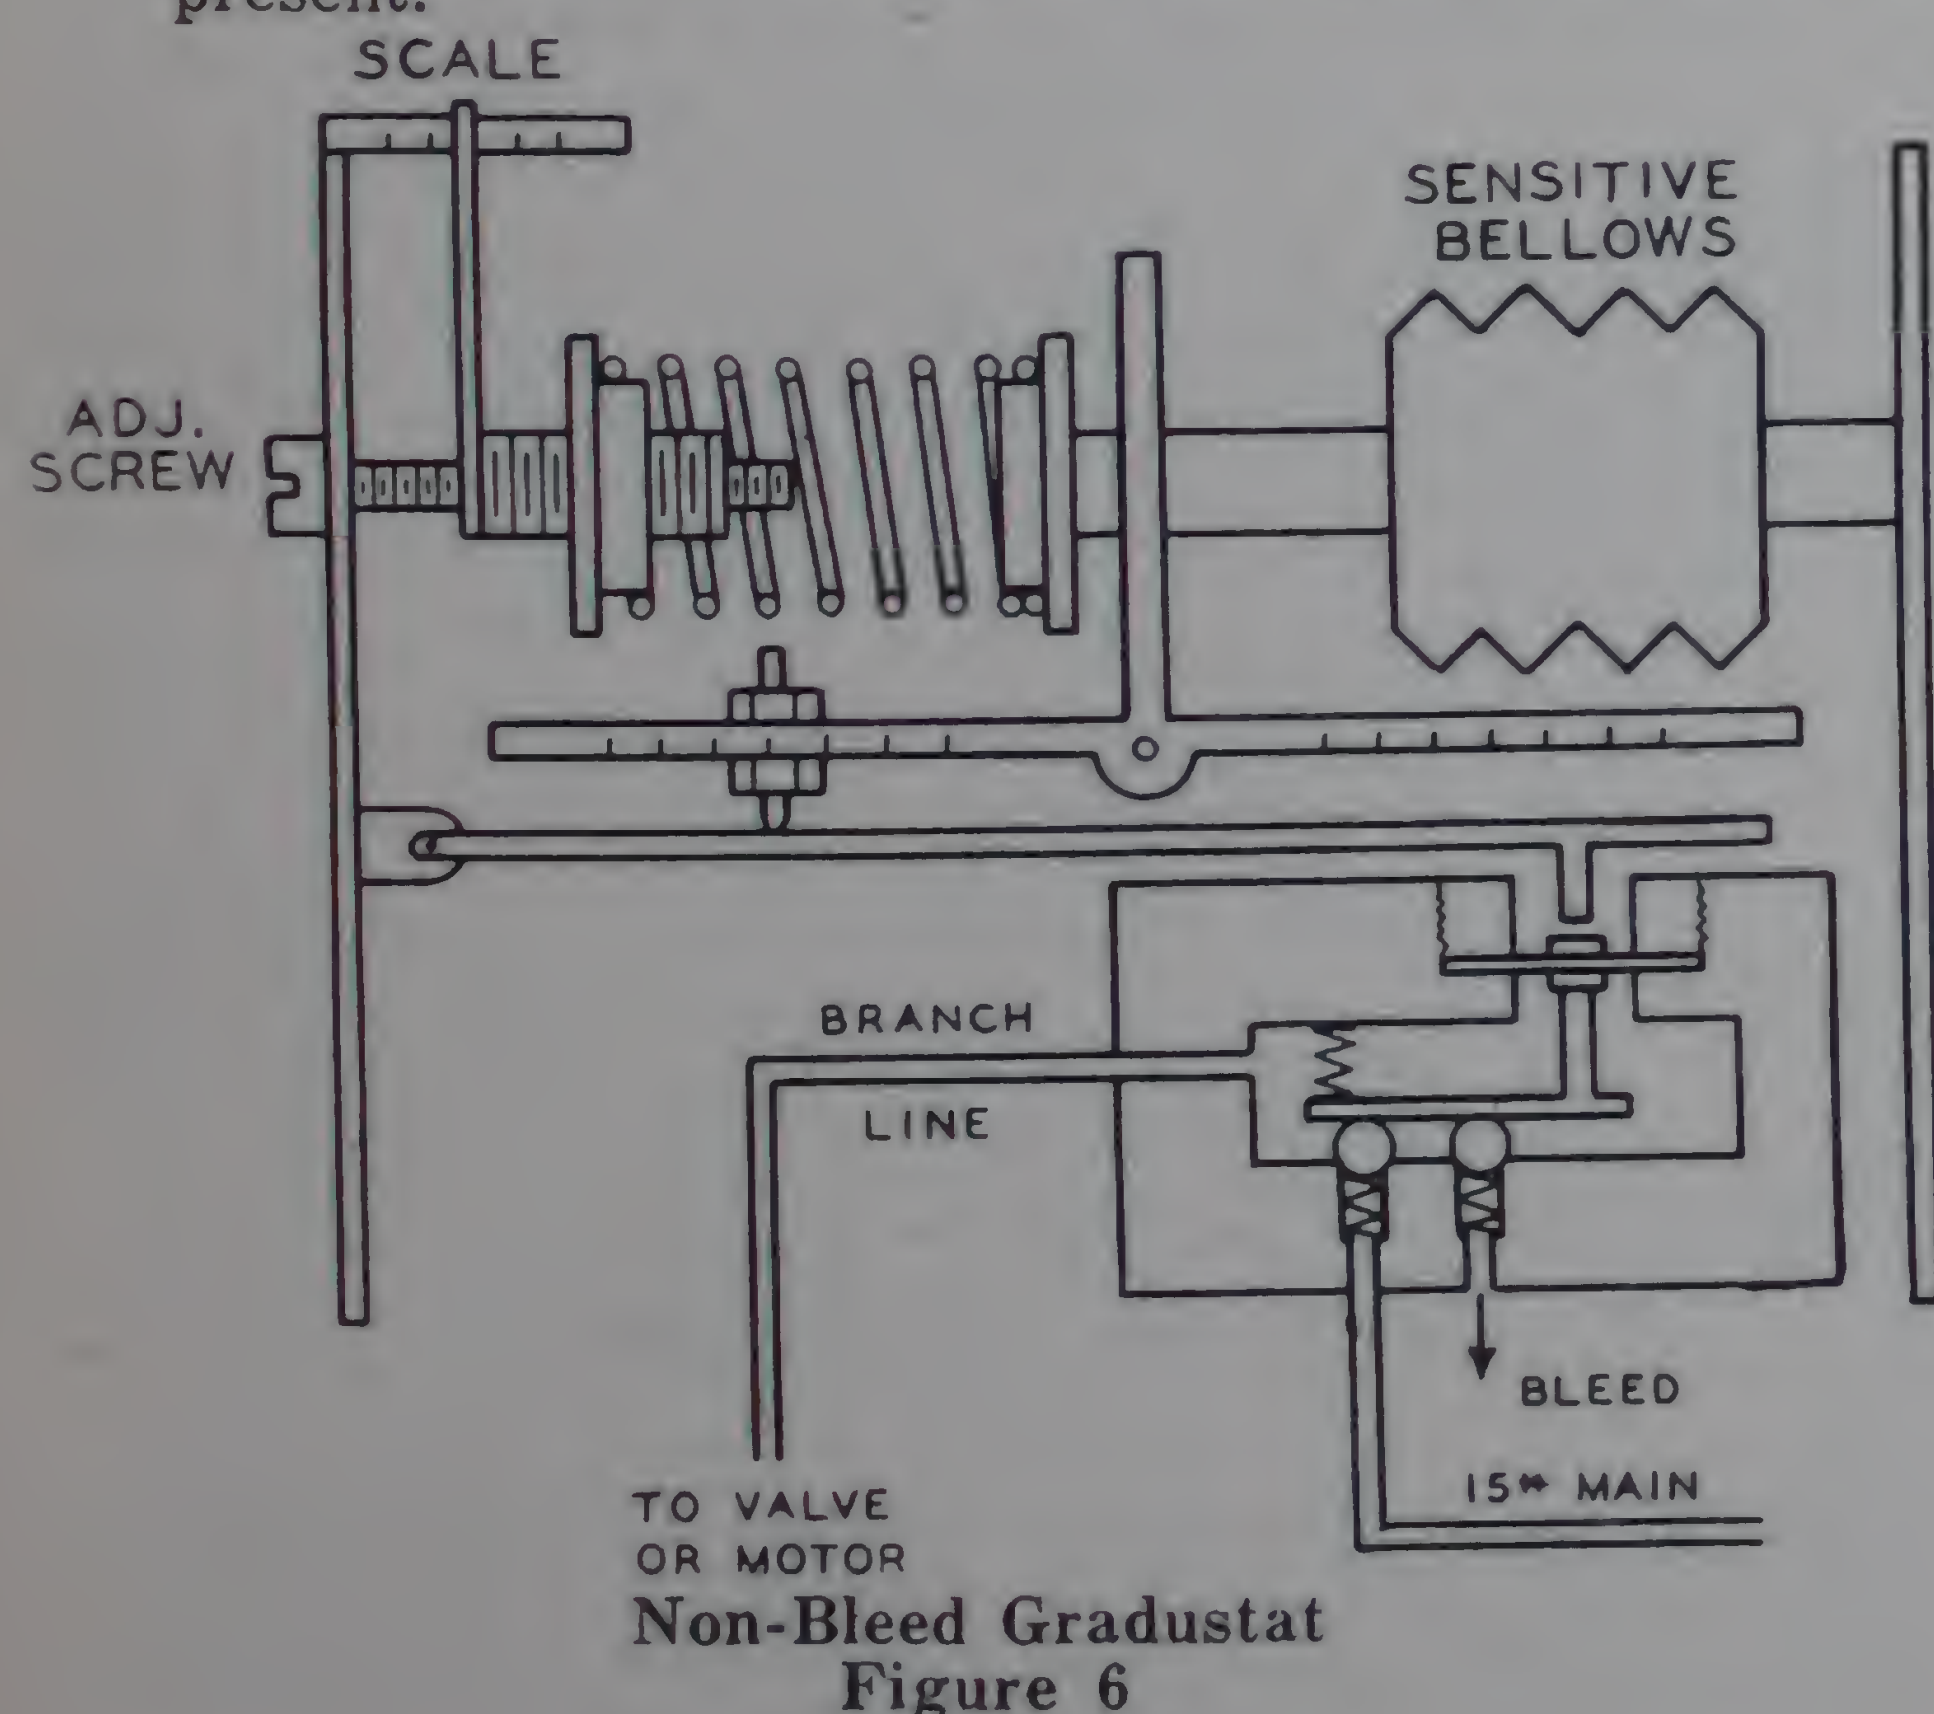 present.
SCALE
SENSITIVE
BELLOWS
ADJ.
SCREW
BRANCH
LINE
BLEED
15# MAIN
TO VALVE
OR MOTOR
Non-Bleed Gradustat
Figure 6